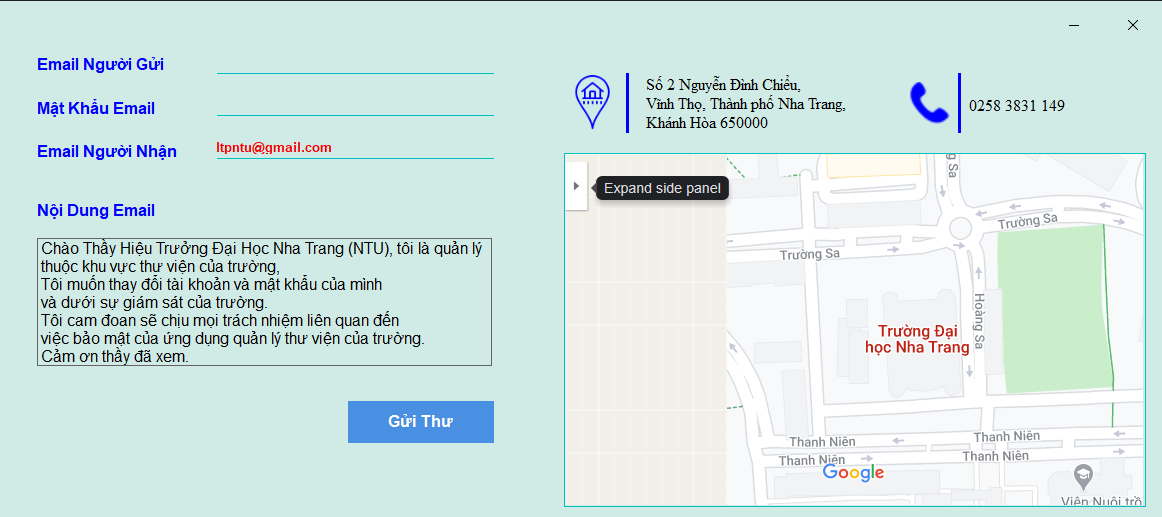 Email Người Gửi
Mật Khẩu Email
Email Người Nhận
ltpntu@gmail.com
Nội Dung Email
Chào Thầy Hiệu Trưởng Đại Học Nha Trang (NTU), tôi là quản lý
thuộc khu vực thư viện của trường,
Tôi muốn thay đổi tài khoản và mật khẩu của mình
và dưới sự giám sát của trường.
Tôi cam đoan sẽ chịu mọi trách nhiệm liên quan đến
việc bảo mật của ứng dụng quản lý thư viện của trường.
Cảm ơn thầy đã xem.
Gửi Thư
Số 2 Nguyễn Đình Chiểu,
Vĩnh Thọ, Thành phố Nha Trang,
Khánh Hòa 650000
0258 3831 149
Expand side panel
Sa
Trường Sa
Trường Sa
Hoàng Sa
Trường Đại
học Nha Trang
Thanh Niên
Thanh Niên
Thanh Niên
Thanh Niên
Google
Viện Nuôi trồ